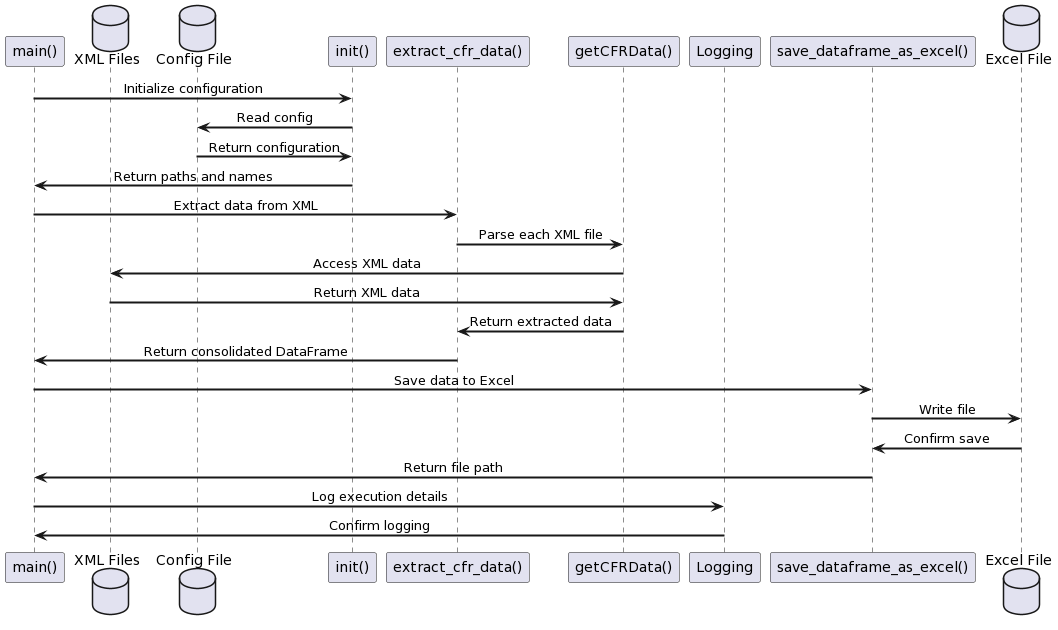 main()
XML Files
Config File
init()
extract_cfr_data()
getCFRData()
Logging
save_dataframe_as_excel()
Excel File
Initialize configuration
Read config
Return configuration
Return paths and names
Extract data from XML
Parse each XML file
Access XML data
Return XML data
Return extracted data
Return consolidated DataFrame
Save data to Excel
Write file
Confirm save
Return file path
Log execution details
Confirm logging
main()
XML Files
Config File
init()
extract_cfr_data()
getCFRData()
Logging
save_dataframe_as_excel()
Excel File